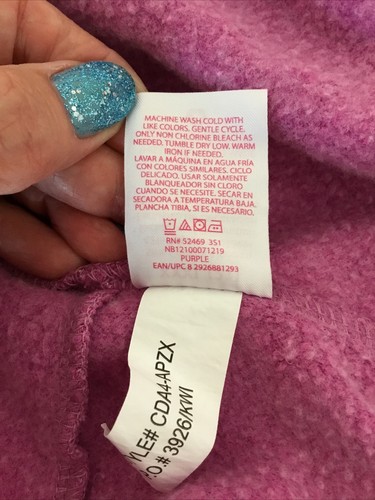 MACHINE WASH COLD WITH
LIKE COLORS. GENTLE CYCLE.
ONLY NON CHLORINE BLEACH AS
NEEDED. TUMBLE DRY LOW. WARM
IRON IF NEEDED.
LAVAR A MÁQUINA EN AGUA FRÍA
CON COLORES SIMILARES. CICLO
DELICADO. USAR SOLAMENTE
BLANQUEADOR SIN CLORO
CUANDO SE NECESITE. SECAR EN
SECADORA A TEMPERATURA BAJA.
PLANCHA TIBIA, SI ES NECESARIO.
RN# 52469 351
NB12100071219
PURPLE
EAN/UPC 8 2926881293
YLE# CDA4-APZX
.O.# 3926/KWI